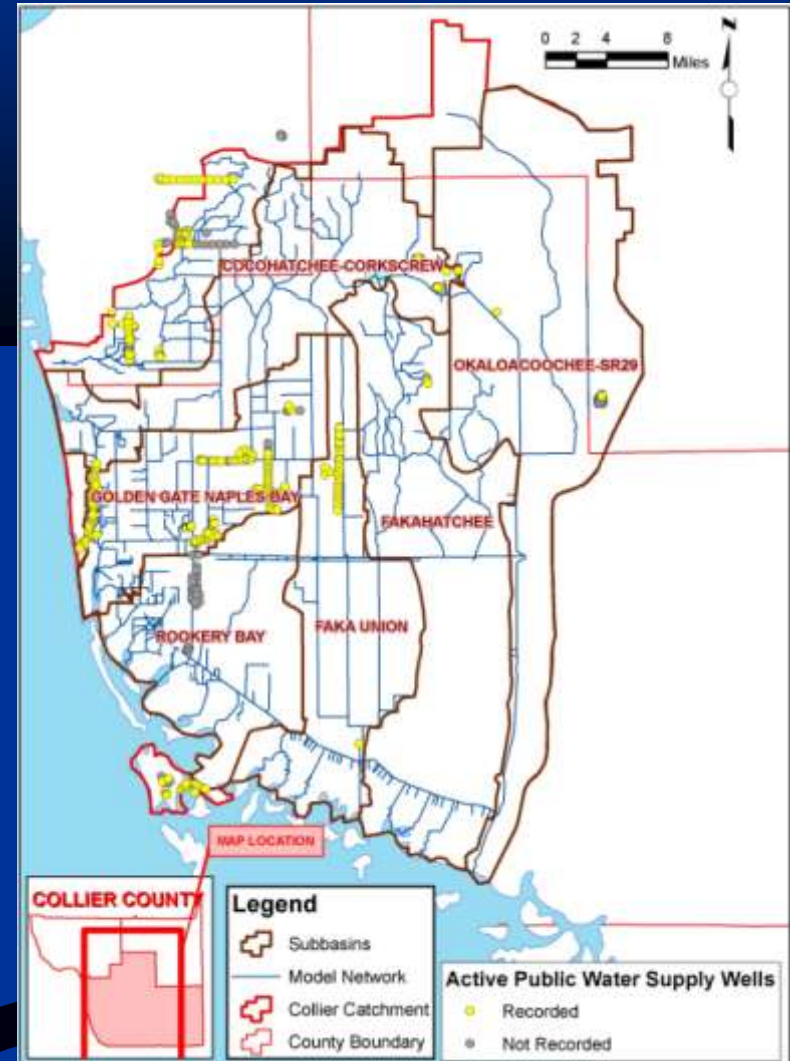 N
0 2 4 8
Miles
COCOHATCHEE-CORKSCREW
OKALOACOOCHEE-SR29
GOLDEN GATE NAPLES BAY
FAKAHATCHEE
ROOKERY BAY
FAKA UNION
MAP LOCATION
COLLIER COUNTY
Legend
Subbasins
Model Network
Collier Catchment
County Boundary
Active Public Water Supply Wells
Recorded
Not Recorded